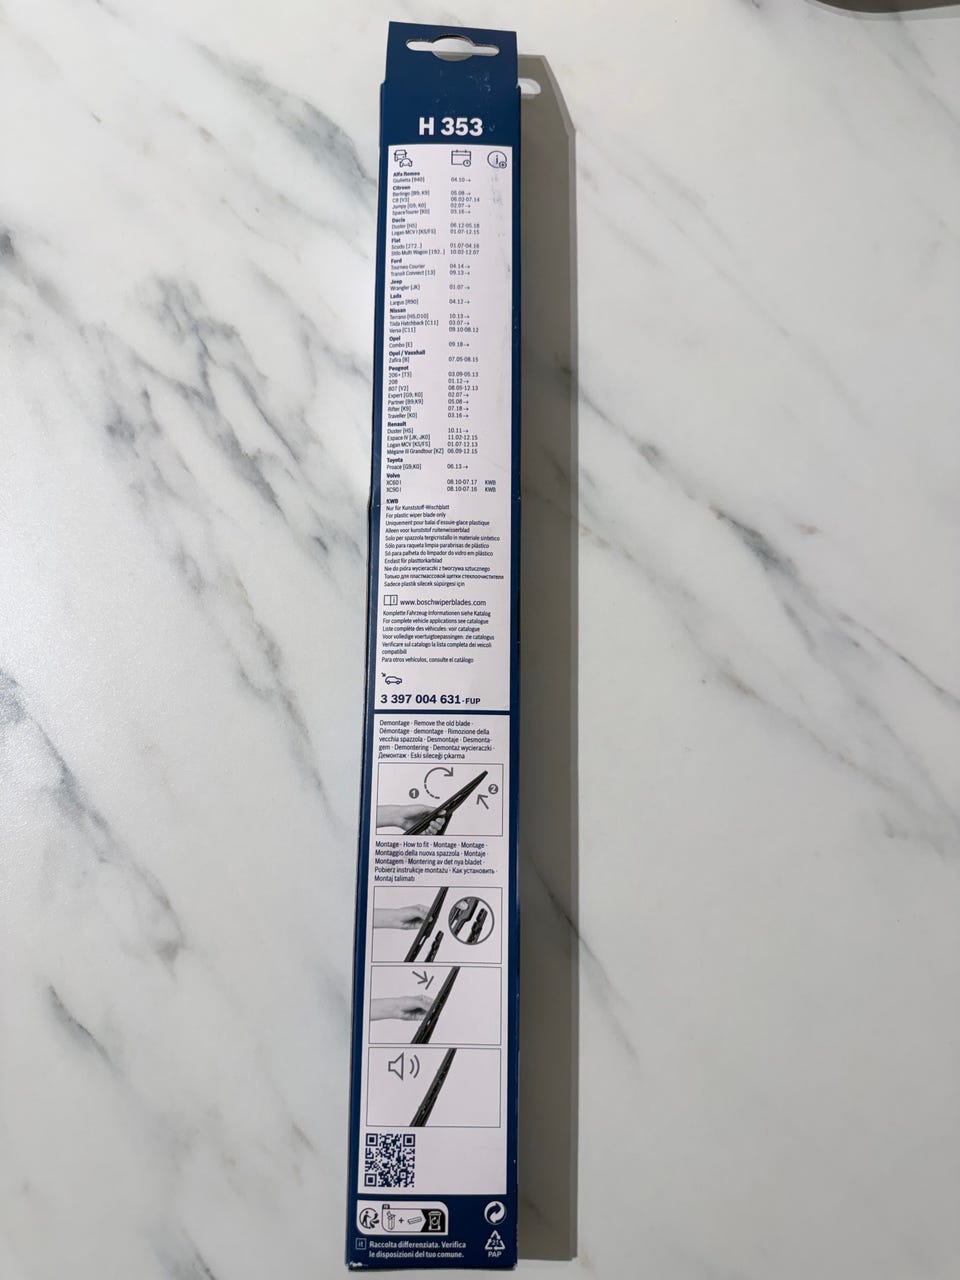 H 353
Alfa Romeo
Giulietta [940] 04.10→
Citroen
Berlingo [B9; K9] 05.08→
C8 [V3] 06.02-07.14
Jumpy [G9; K0] 02.07→
SpaceTourer [K0] 03.16→
Dacia
Duster [HS] 06.12-05.18
Logan MCV I [KS/FS] 01.07-12.15
Fiat
Scudo [272..] 01.07-04.16
Stilo Multi Wagon [192..] 10.02-12.07
Ford
Tourneo Courier 04.14→
Transit Connect [13] 09.13→
Jeep
Wrangler [JK] 01.07→
Lada
Largus [R90] 04.12→
Nissan
Terrano [HS;D10] 10.13→
Tiida Hatchback [C11] 03.07→
Versa [C11] 09.10-08.12
Opel
Combo [E] 09.18→
Opel / Vauxhall
Zafira [B] 07.05-08.15
Peugeot
206+ [T3] 03.09-05.13
208 01.12→
807 [V2] 08.05-12.13
Expert [G9; K0] 02.07→
Partner [B9;K9] 05.08→
Rifter [K9] 07.18→
Traveller [K0] 03.16→
Renault
Duster [HS] 10.11→
Espace IV [JK; JK0] 11.02-12.15
Logan MCV [KS/FS] 01.07-12.13
Mégane III Grandtour [KZ] 06.09-12.15
Toyota
Proace [G9;K0] 06.13→
Volvo
XC60 I 08.10-07.17 KWB
XC90 I 08.10-07.16 KWB
KWB
Nur für Kunststoff-Wischblatt
For plastic wiper blade only
Uniquement pour balai d'essuie-glace plastique
Alleen voor kunststof ruitenwisserblad
Solo per spazzola tergicristallo in materiale sintetico
Sólo para raqueta limpia-parabrisas de plástico
Só para palheta do limpador do vidro em plástico
Endast för plasttorkarblad
Nie do pióra wycieraczki z tworzywa sztucznego
Только для пластмассовой щетки стеклоочистителя
Sadece plastik silecek süpürgesi için
www.boschwiperblades.com
Komplette Fahrzeug-Informationen siehe Katalog
For complete vehicle applications see catalogue
Liste complète des véhicules: voir catalogue
Voor volledige voertuigtoepassingen: zie catalogus
Verificare sul catalogo la lista completa dei veicoli
compatibili
Para otros vehículos, consulte el catálogo
3 397 004 631-FUP
Demontage · Remove the old blade ·
Démontage · demontage · Rimozione della
vecchia spazzola · Desmontaje · Desmonta-
gem · Demontering · Demontaż wycieraczki ·
Демонтаж · Eski sileceği çıkarma
1
2
Montage · How to fit · Montage · Montage ·
Montaggio della nuova spazzola · Montaje ·
Montagem · Montering av det nya bladet ·
Pobierz instrukcje montażu · Как установить ·
Montaj talimatı
it Raccolta differenziata. Verifica
le disposizioni del tuo comune.
21
PAP